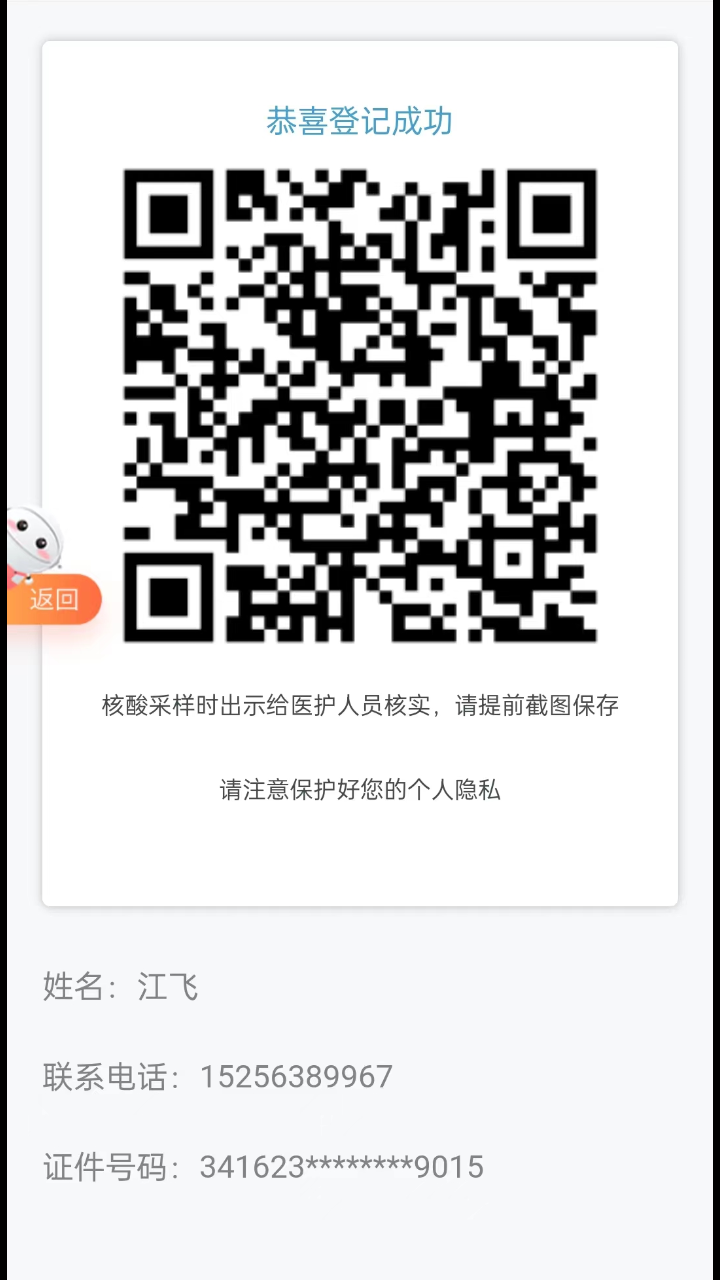 恭喜登记成功
返回
核酸采样时出示给医护人员核实，请提前截图保存
请注意保护好您的个人隐私
姓名：江飞
联系电话：15256389967
证件号码：341623********9015